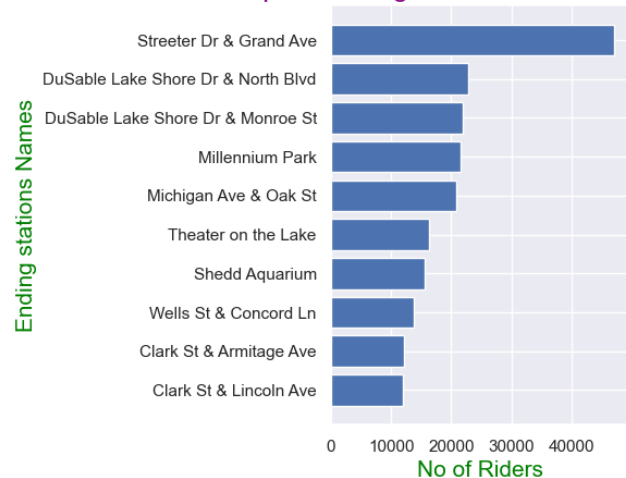 Streeter Dr & Grand Ave
DuSable Lake Shore Dr & North Blvd
DuSable Lake Shore Dr & Monroe St
Millennium Park
Michigan Ave & Oak St
Theater on the Lake
Shedd Aquarium
Wells St & Concord Ln
Clark St & Armitage Ave
Clark St & Lincoln Ave
Ending stations Names
0 10000 20000 30000 40000
No of Riders